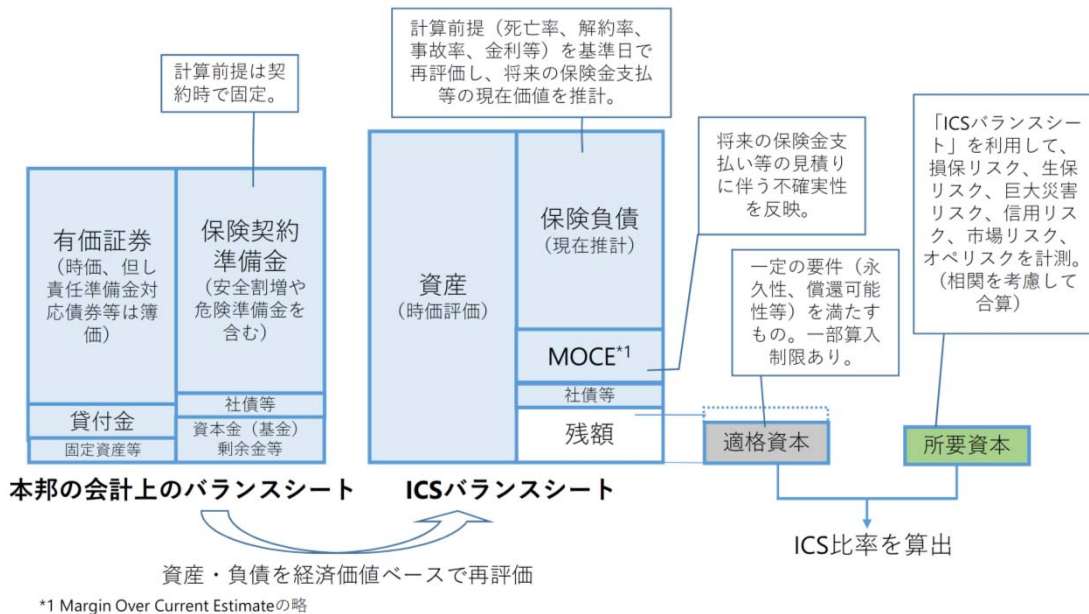 計算前提は契
約時で固定。
計算前提(死亡率、解約率、
事故率、金利等)を基準日で
再評価し、将来の保険金支払
等の現在価値を推計。
将来の保険金支
払い等の見積り
に伴う不確実性
を反映。
「ICSバランスシー
ト」を利用して、
損保リスク、生保
リスク、巨大災害
リスク、信用リス
ク、市場リスク、
オペリスクを計測。
(相関を考慮して
合算)
一定の要件(永
久性、償還可能
性等)を満たす
もの。一部算入
制限あり。
有価証券
(時価、但し
責任準備金対
応債券等は簿
価)
貸付金
固定資産等
保険契約
準備金
(安全割増や
危険準備金を
含む)
社債等
資本金(基金)
剰余金等
資産
(時価評価)
保険負債
(現在推計)
MOCE*1
社債等
残額
適格資本
所要資本
本邦の会計上のバランスシート
ICSバランスシート
ICS比率を算出
資産・負債を経済価値ベースで再評価
*1 Margin Over Current Estimateの略